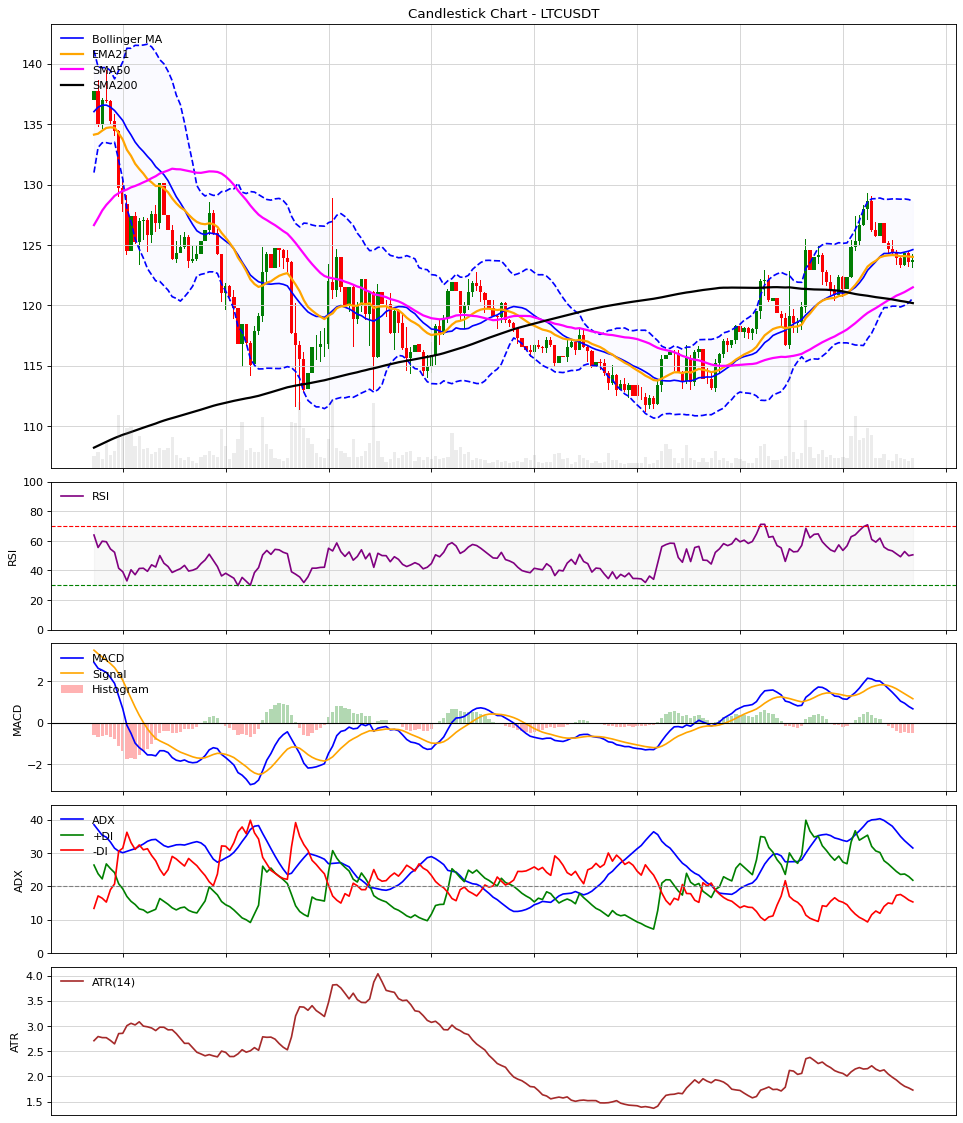 Candlestick Chart - LTCUSDT
Bollinger MA
EMA21
SMA50
SMA200
140
135
130
125
120
115
110
RSI
100
80
60
40
20
0
RSI
MACD
Signal
Histogram
2
0
−2
MACD
ADX
+DI
-DI
40
30
20
10
0
ADX
ATR(14)
4.0
3.5
3.0
2.5
2.0
1.5
ATR